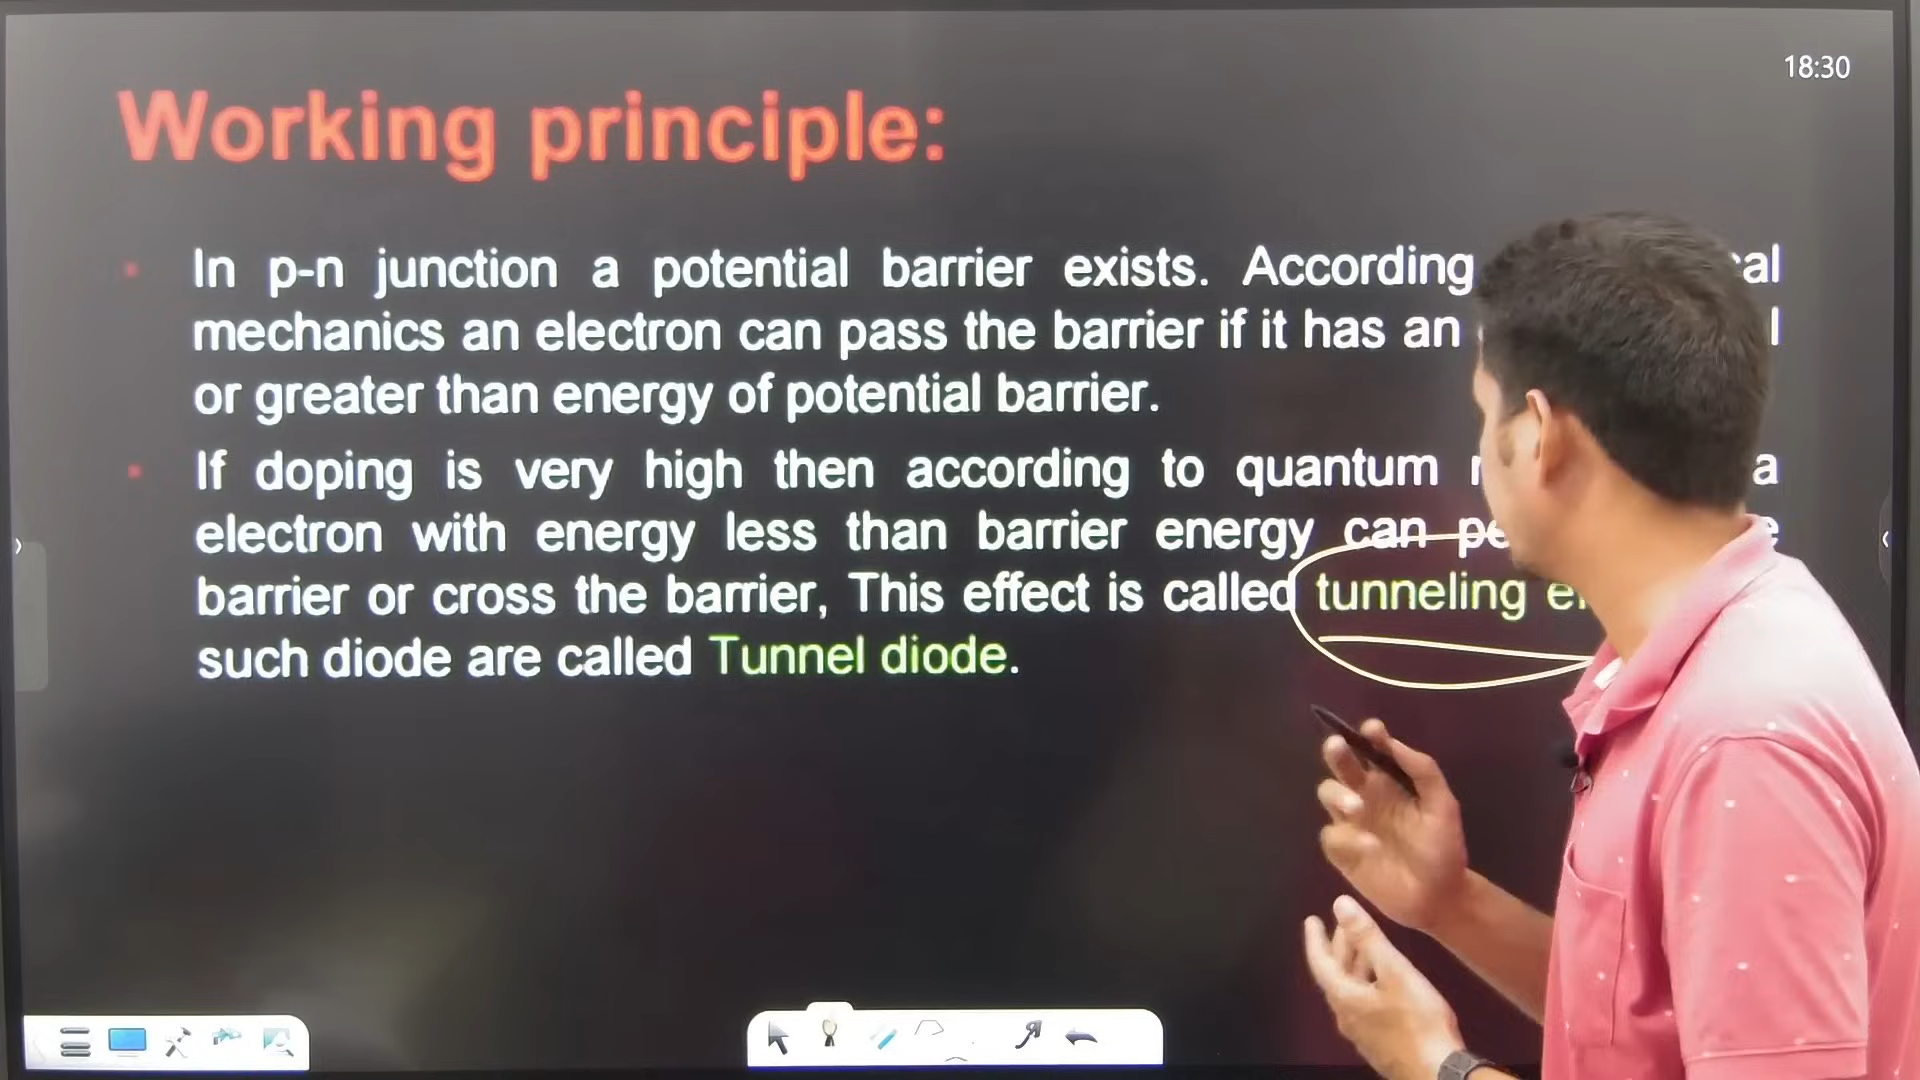 18:30
Working principle:
In p-n junction a potential barrier exists. According
mechanics an electron can pass the barrier if it has an
or greater than energy of potential barrier.
If doping is very high then according to quantum a
electron with energy less than barrier energy can
barrier or cross the barrier, This effect is called tunneling
such diode are called Tunnel diode.